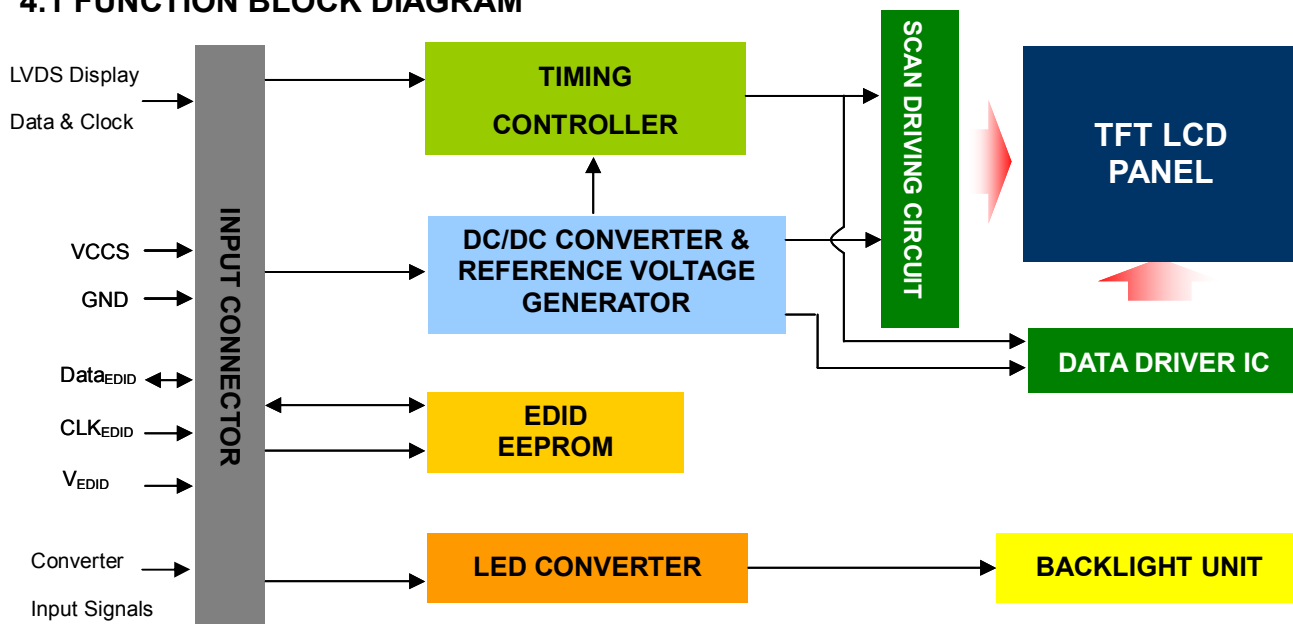 4.1 FUNCTION BLOCK DIAGRAM
LVDS Display
Data & Clock
VCCS
GND
DataEDID
CLKEDID
VEDID
Converter
Input Signals
INPUT CONNECTOR
TIMING
CONTROLLER
DC/DC CONVERTER &
REFERENCE VOLTAGE
GENERATOR
EDID
EEPROM
LED CONVERTER
SCAN DRIVING CIRCUIT
TFT LCD
PANEL
DATA DRIVER IC
BACKLIGHT UNIT